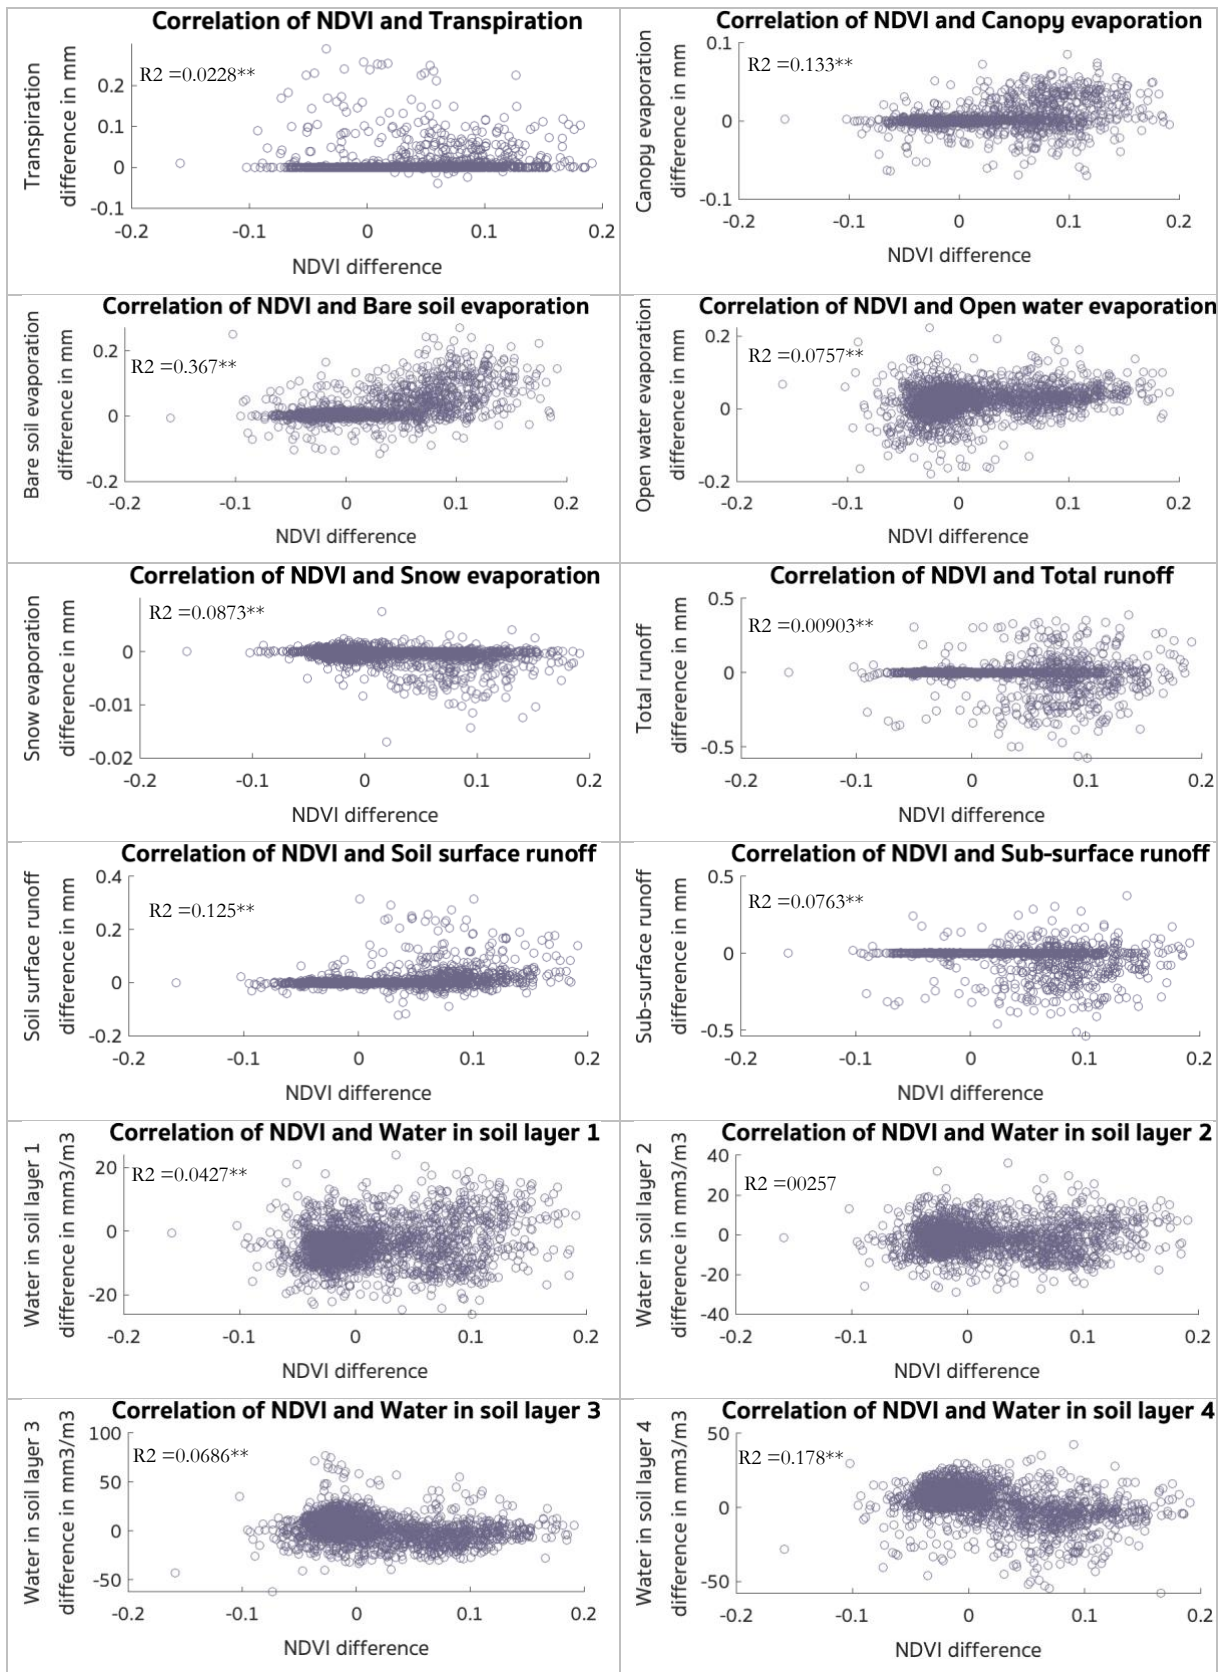 Correlation of NDVI and Transpiration
Transpiration
difference in mm
R2 =0.0228**
0.2
0.1
0
-0.1
-0.2
-0.1
0
0.1
0.2
NDVI difference
Correlation of NDVI and Canopy evaporation
Canopy evaporation
difference in mm
R2 =0.133**
0.1
0
-0.1
-0.2
-0.1
0
0.1
0.2
NDVI difference
Correlation of NDVI and Bare soil evaporation
Bare soil evaporation
difference in mm
R2 =0.367**
0.2
0
-0.2
-0.2
-0.1
0
0.1
0.2
NDVI difference
Correlation of NDVI and Open water evaporation
Open water evaporation
difference in mm
R2 =0.0757**
0.2
0
-0.2
-0.2
-0.1
0
0.1
0.2
NDVI difference
Correlation of NDVI and Snow evaporation
Snow evaporation
difference in mm
R2 =0.0873**
0
-0.01
-0.02
-0.2
-0.1
0
0.1
0.2
NDVI difference
Correlation of NDVI and Total runoff
Total runoff
difference in mm
R2 =0.00903**
0.5
0
-0.5
-0.2
-0.1
0
0.1
0.2
NDVI difference
Correlation of NDVI and Soil surface runoff
Soil surface runoff
difference in mm
R2 =0.125**
0.4
0.2
0
-0.2
-0.2
-0.1
0
0.1
0.2
NDVI difference
Correlation of NDVI and Sub-surface runoff
Sub-surface runoff
difference in mm
R2 =0.0763**
0.5
0
-0.5
-0.2
-0.1
0
0.1
0.2
NDVI difference
Correlation of NDVI and Water in soil layer 1
Water in soil layer 1
difference in mm3/m3
R2 =0.0427**
20
0
-20
-0.2
-0.1
0
0.1
0.2
NDVI difference
Correlation of NDVI and Water in soil layer 2
Water in soil layer 2
difference in mm3/m3
R2 =00257
40
20
0
-20
-40
-0.2
-0.1
0
0.1
0.2
NDVI difference
Correlation of NDVI and Water in soil layer 3
Water in soil layer 3
difference in mm3/m3
R2 =0.0686**
100
50
0
-50
-0.2
-0.1
0
0.1
0.2
NDVI difference
Correlation of NDVI and Water in soil layer 4
Water in soil layer 4
difference in mm3/m3
R2 =0.178**
50
0
-50
-0.2
-0.1
0
0.1
0.2
NDVI difference